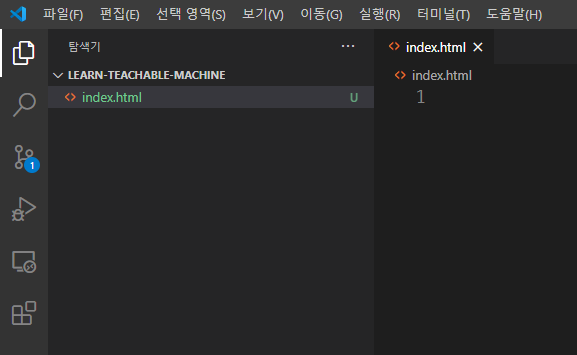 파일(F) 편집(E) 선택 영역(S) 보기(V) 이동(G) 실행(R) 터미널(T) 도움말(H)
탐색기 ···
LEARN-TEACHABLE-MACHINE
index.html U
1
index.html
index.html
1